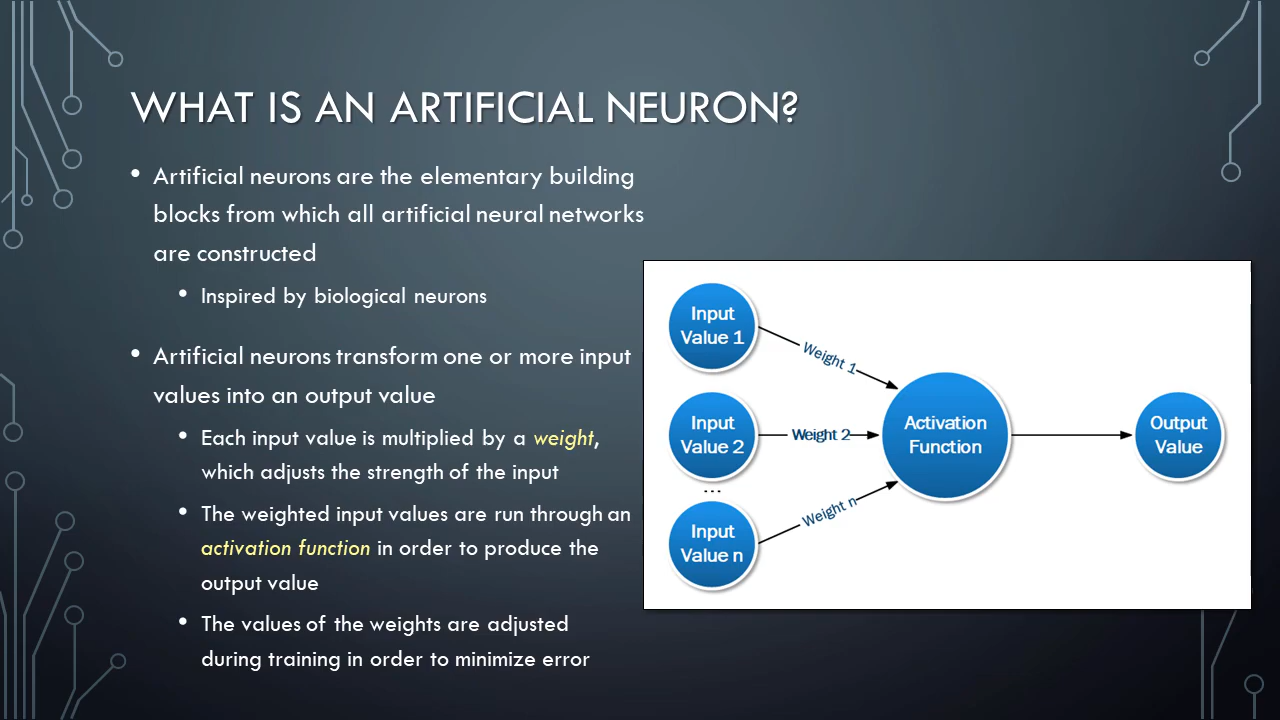 WHAT IS AN ARTIFICIAL NEURON?
• Artificial neurons are the elementary building
blocks from which all artificial neural networks
are constructed
• Inspired by biological neurons
• Artificial neurons transform one or more input
values into an output value
• Each input value is multiplied by a weight,
which adjusts the strength of the input
• The weighted input values are run through an
activation function in order to produce the
output value
• The values of the weights are adjusted
during training in order to minimize error
Input
Value 1
Weight 1
Input
Value 2
Weight 2
...
Input
Value n
Weight n
Activation
Function
Output
Value